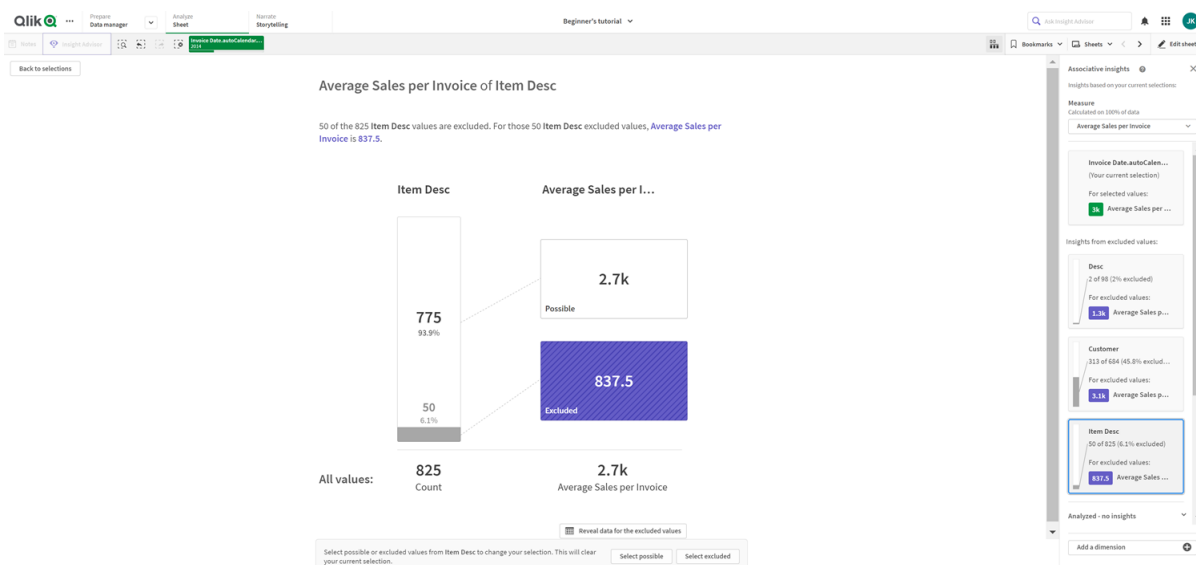 Qlik
Prepare
Data manager
Analyze
Sheet
Narrate
Storytelling
Beginner's tutorial
Ask Insight Advisor
JK
Notes
Insight Advisor
Invoice Date.autoCalendar....
2014
Bookmarks
Sheets
Edit sheet
Back to selections
Average Sales per Invoice of Item Desc
50 of the 825 Item Desc values are excluded. For those 50 Item Desc excluded values, Average Sales per
Invoice is 837.5.
Item Desc
Average Sales per I...
775
93.9%
50
6.1%
2.7k
Possible
837.5
Excluded
All values:
825
Count
2.7k
Average Sales per Invoice
Reveal data for the excluded values
Select possible or excluded values from Item Desc to change your selection. This will clear
your current selection.
Select possible
Select excluded
Associative insights
Insights based on your current selections:
Measure
Calculated on 100% of data
Average Sales per Invoice
Invoice Date.autoCalen...
(Your current selection)
For selected values:
3k Average Sales per ...
Insights from excluded values:
Desc
2 of 98 (2% excluded)
For excluded values:
1.3k Average Sales p...
Customer
313 of 684 (45.8% exclud...
For excluded values:
3.1k Average Sales p...
Item Desc
50 of 825 (6.1% excluded)
For excluded values:
837.5 Average Sales ...
Analyzed - no insights
Add a dimension